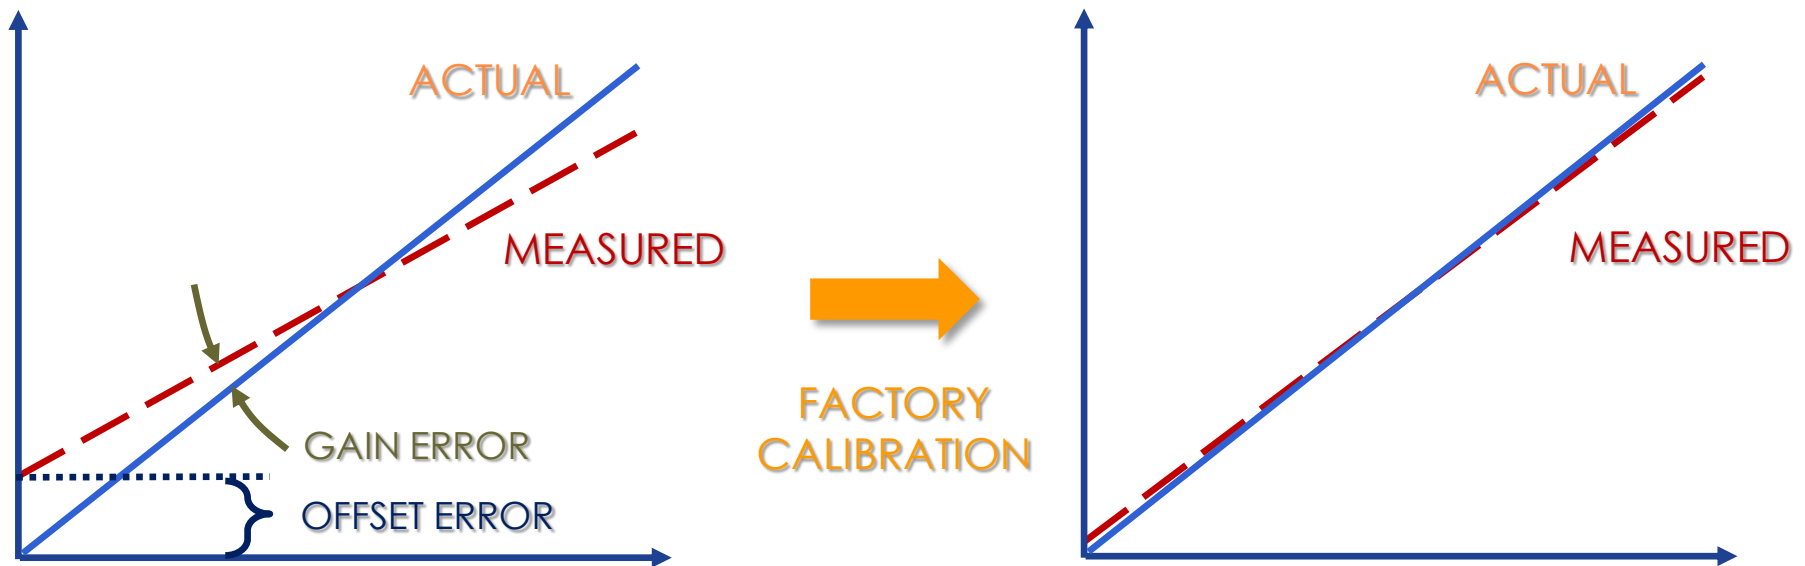 ACTUAL
MEASURED
GAIN ERROR
OFFSET ERROR
FACTORY
CALIBRATION
ACTUAL
MEASURED